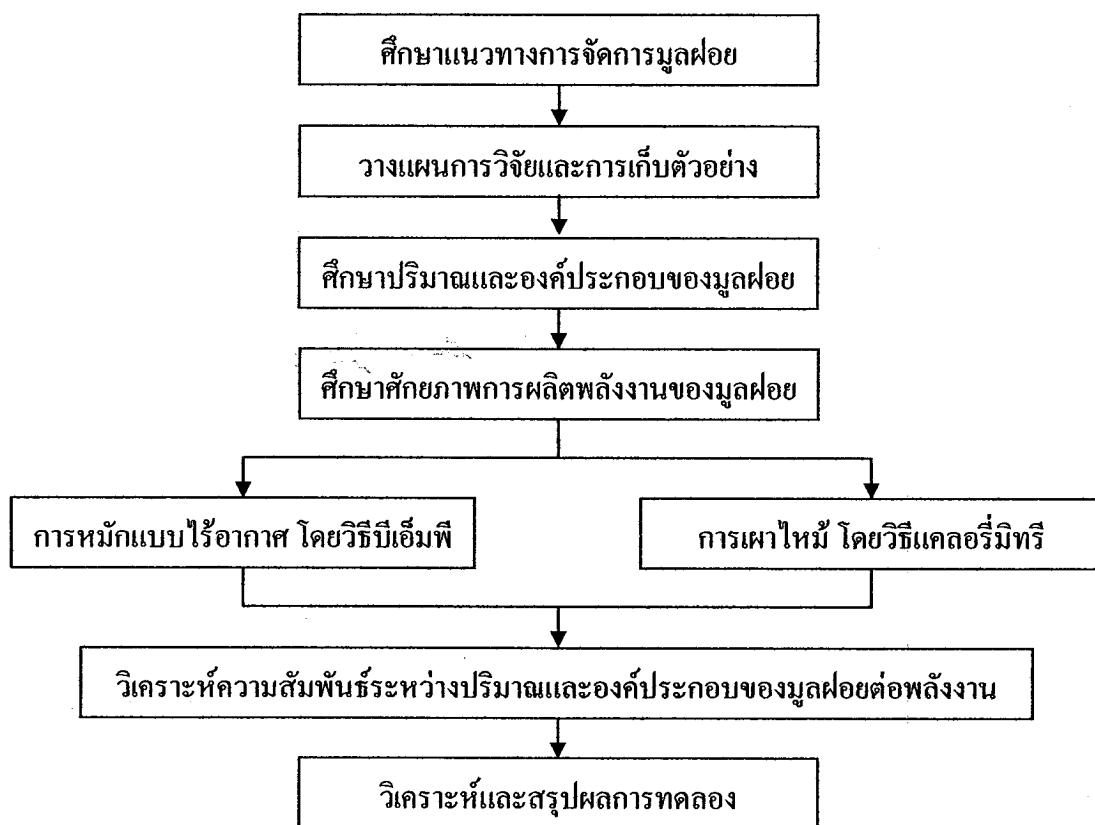 ศึกษาแนวทางการจัดการมูลฝอย
วางแผนการวิจัยและการเก็บตัวอย่าง
ศึกษาปริมาณและองค์ประกอบของมูลฝอย
ศึกษาศักยภาพการผลิตพลังงานของมูลฝอย
การหมักแบบไร้อากาศ โดยวิธีบีเอ็มพี
การเผาไหม้ โดยวิธีแคลอรี่มิทรี
วิเคราะห์ความสัมพันธ์ระหว่างปริมาณและองค์ประกอบของมูลฝอยต่อพลังงาน
วิเคราะห์และสรุปผลการทดลอง